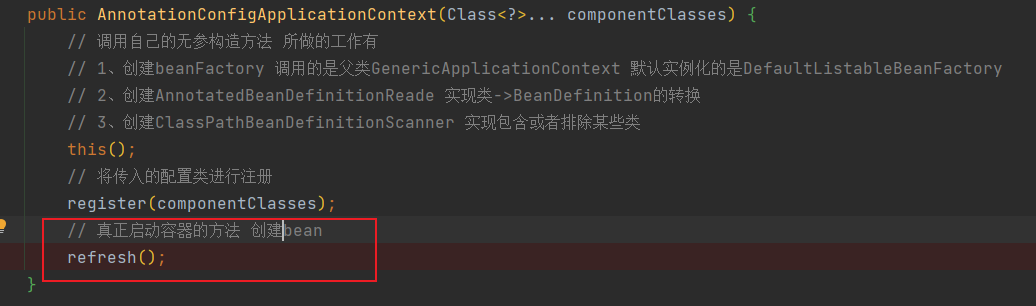 public AnnotationConfigApplicationContext(Class<?>... componentClasses) {
// 调用自己的无参构造方法 所做的工作有
// 1、创建beanFactory 调用的是父类GenericApplicationContext 默认实例化的是DefaultListableBeanFactory
// 2、创建AnnotatedBeanDefinitionReade 实现类->BeanDefinition的转换
// 3、创建ClassPathBeanDefinitionScanner 实现包含或者排除某些类
this();
// 将传入的配置类进行注册
register(componentClasses);
// 真正启动容器的方法 创建bean
refresh();
}